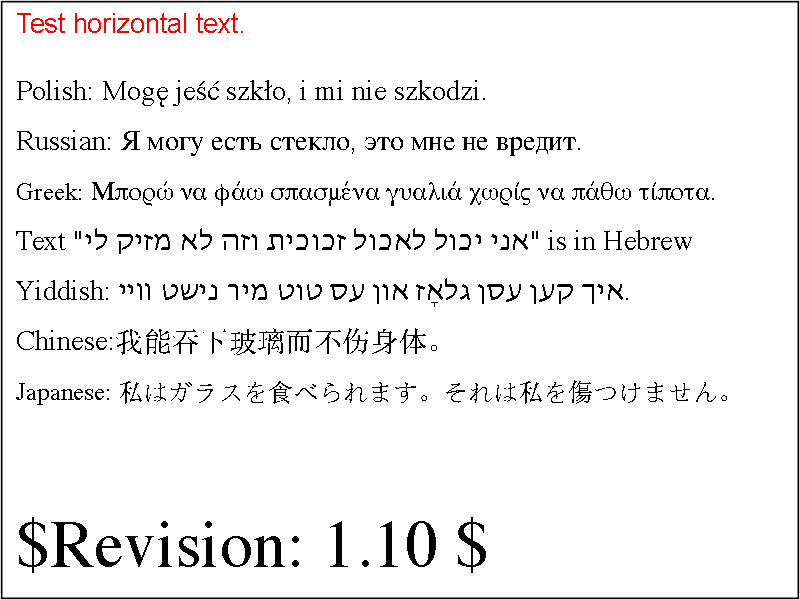 Test horizontal text.
Polish: Mogę jeść szkło, i mi nie szkodzi.
Russian: Я могу есть стекло, это мне не вредит.
Greek: Μπορώ να φάω σπασμένα γυαλιά χωρίς να πάθω τίποτα.
Text "אני יכול לאכול זכוכית וזה לא מזיק לי" is in Hebrew
Yiddish: איך קען עסן גלאָז און עס טוט מיר נישט װײ.
Chinese:我能吞下玻璃而不伤身体。
Japanese: 私はガラスを食べられます。それは私を傷つけません。
$Revision: 1.10 $